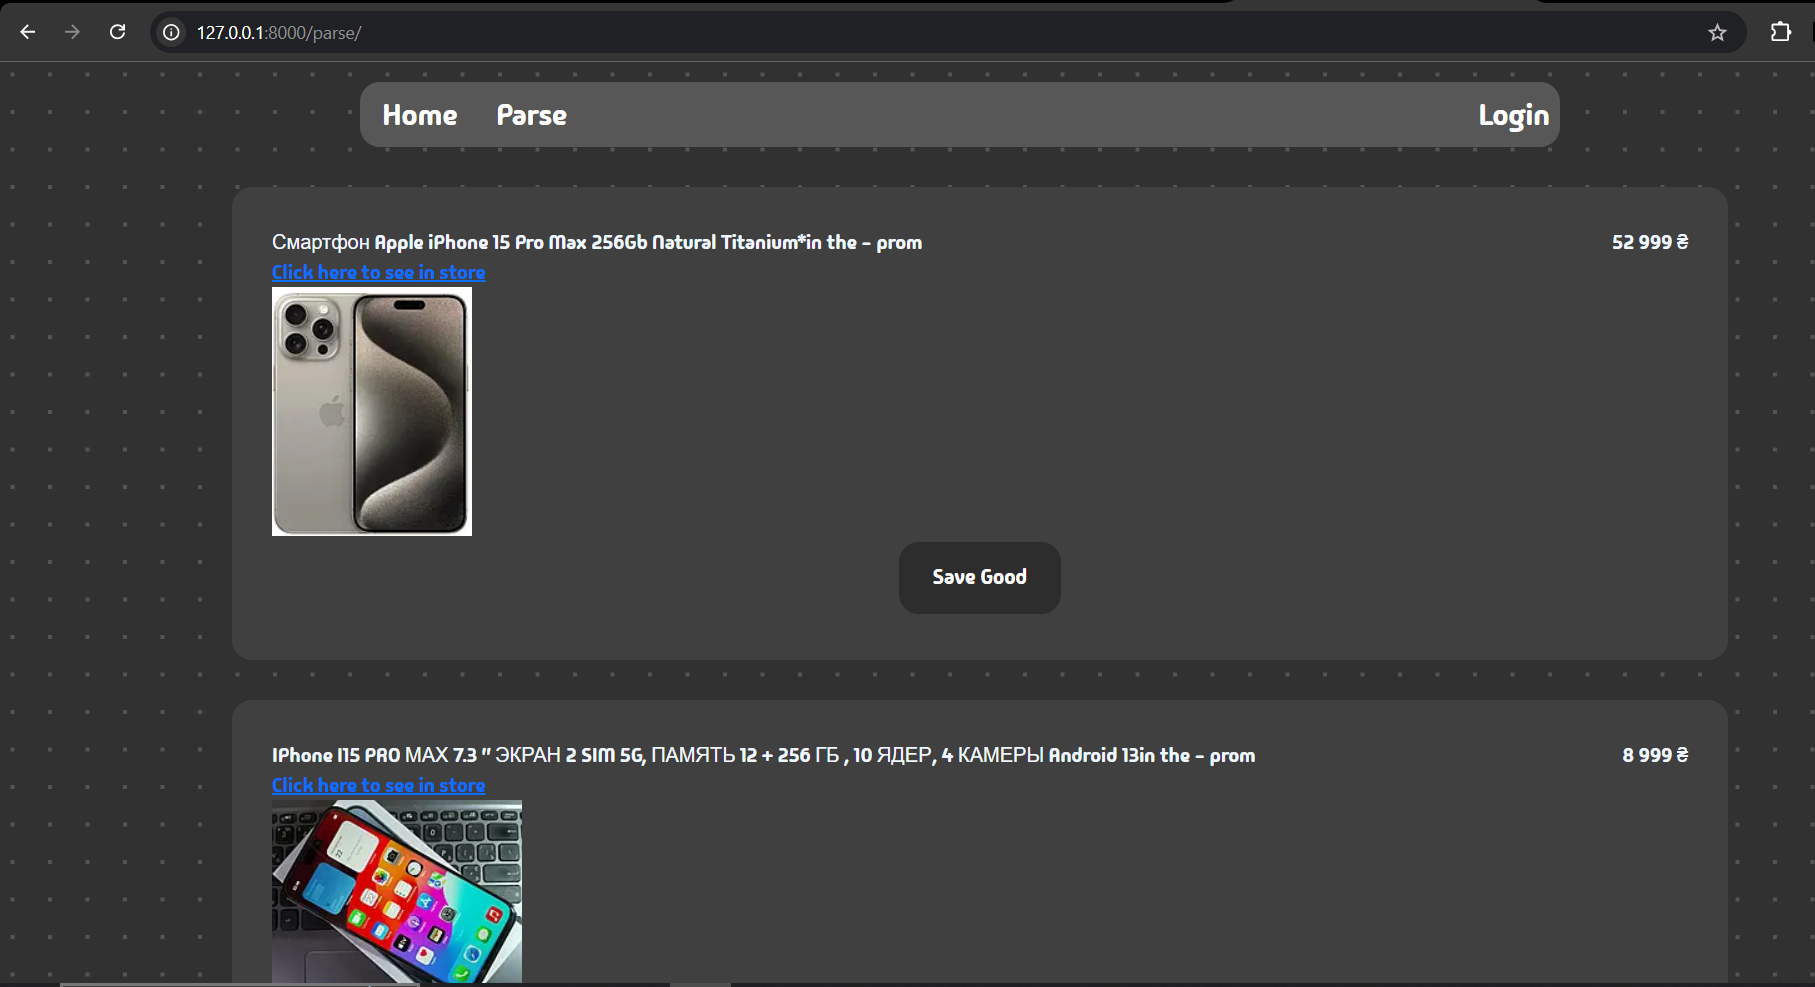 127.0.0.1:8000/parse/
Home Parse Login
Смартфон Apple iPhone 15 Pro Max 256Gb Natural Titanium*in the - prom 52 999 ₴
Click here to see in store
Save Good
IPhone I15 PRO МАХ 7.3 " ЭКРАН 2 SIM 5G, ПАМЯТЬ 12 + 256 ГБ , 10 ЯДЕР, 4 КАМЕРЫ Android 13in the - prom 8 999 ₴
Click here to see in store